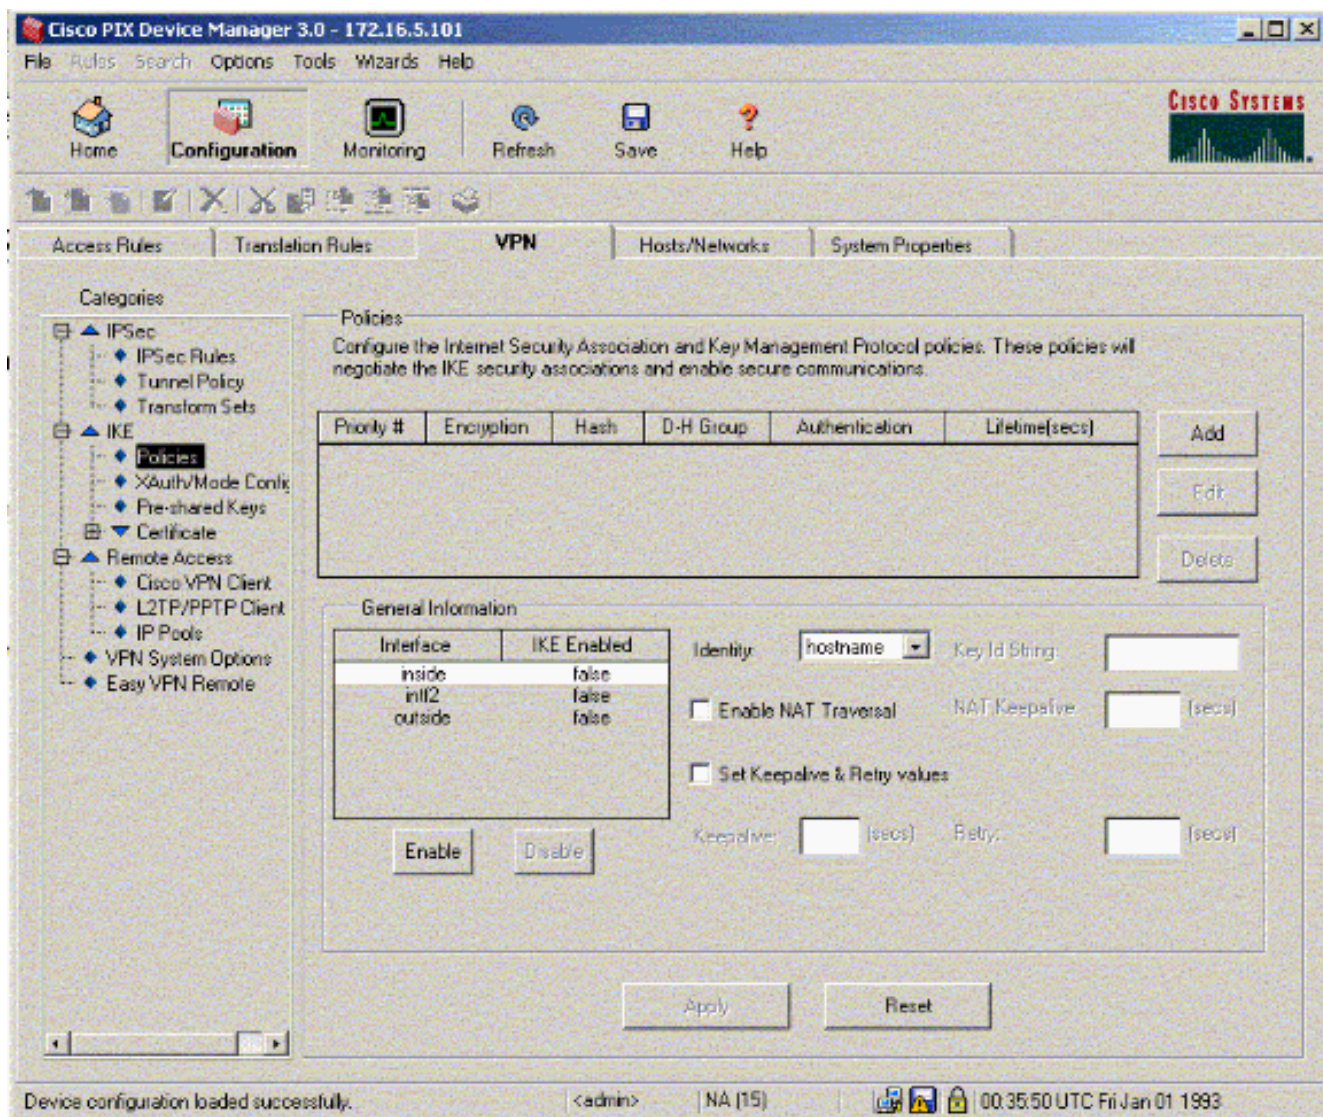 Cisco PIX Device Manager 3.0 - 172.16.5.101
File Rules Search Options Tools Wizards Help
CISCO SYSTEMS
Home Configuration Monitoring Refresh Save Help
Access Rules Translation Rules VPN Hosts/Networks System Properties
Categories
IPSec
IPSec Rules
Tunnel Policy
Transform Sets
IKE
Policies
XAuth/Mode Config
Pre-shared Keys
Certificate
Remote Access
Cisco VPN Client
L2TP/PPTP Client
IP Pools
VPN System Options
Easy VPN Remote
Policies
Configure the Internet Security Association and Key Management Protocol policies. These policies will
negotiate the IKE security associations and enable secure communications.
Priority # Encryption Hash D-H Group Authentication Lifetime(secs)
Add
Edit
Delete
General Information
Interface IKE Enabled
inside false
intf2 false
outside false
Enable Disable
Identity: hostname Key Id String:
Enable NAT Traversal NAT Keepalive (secs)
Set Keepalive & Retry values
Keepalive: (secs) Retry: (secs)
Apply Reset
Device configuration loaded successfully. <admin> NA (15) 00:35:50 UTC Fri Jan 01 1993